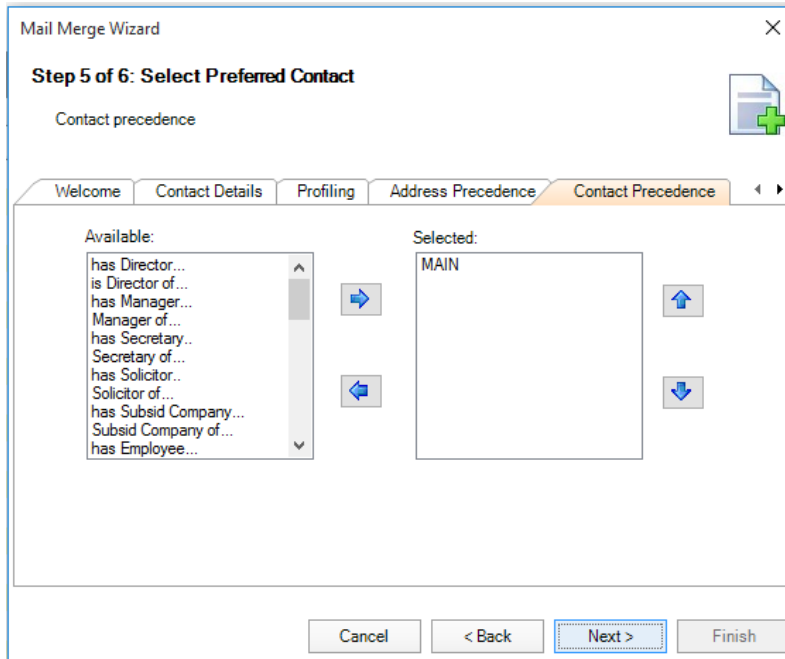 Mail Merge Wizard
Step 5 of 6: Select Preferred Contact
Contact precedence
Welcome Contact Details Profiling Address Precedence Contact Precedence
Available: Selected:
has Director... MAIN
is Director of...
has Manager...
Manager of...
has Secretary..
Secretary of...
has Solicitor..
Solicitor of...
has Subsid Company...
Subsid Company of...
has Employee...
Cancel < Back Next > Finish